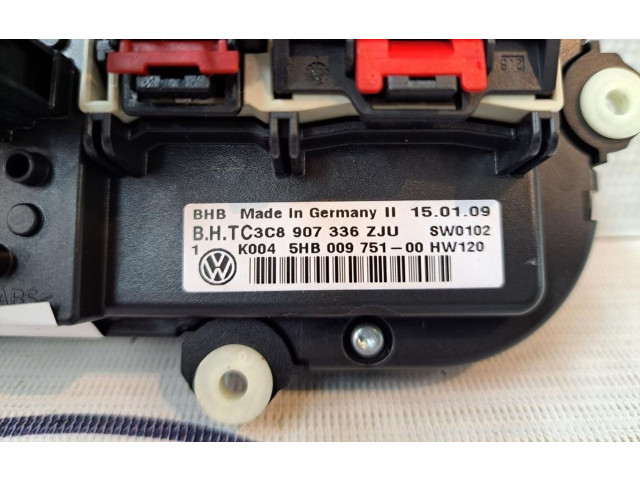 BHB Made In Germany II 15.01.09
B.H.TC3C8 907 336 ZJU SW0102
1 K004 5HB 009 751-00 HW120
ABS